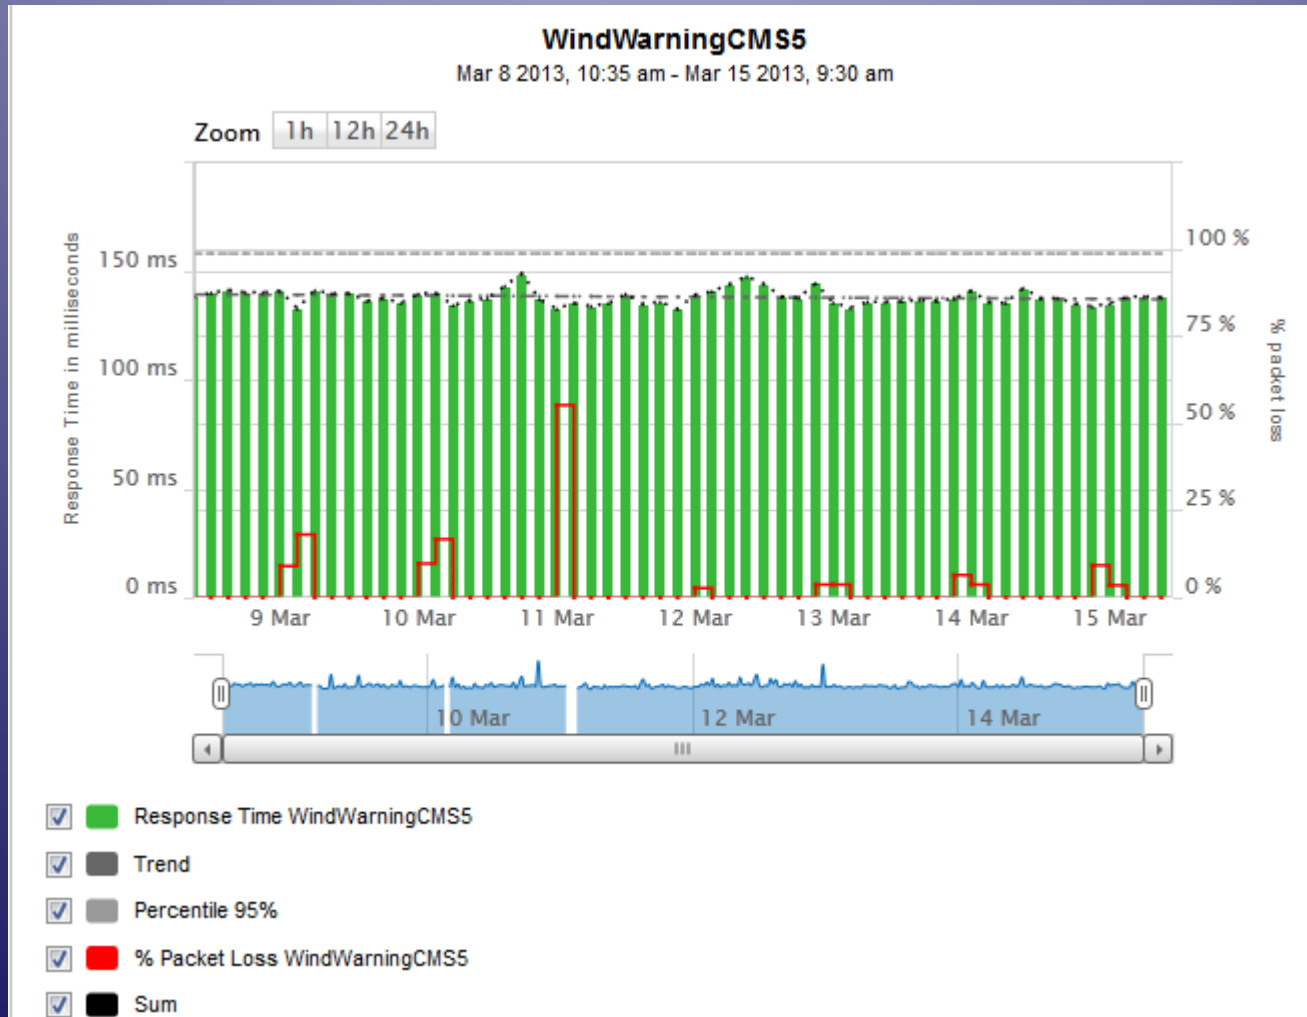 WindWarningCMS5
Mar 8 2013, 10:35 am - Mar 15 2013, 9:30 am
Zoom 1h 12h 24h
Response Time in milliseconds
150 ms
100 ms
50 ms
0 ms
100 %
75 %
50 %
25 %
0 %
% packet loss
9 Mar 10 Mar 11 Mar 12 Mar 13 Mar 14 Mar 15 Mar
10 Mar 12 Mar 14 Mar
Response Time WindWarningCMS5
Trend
Percentile 95%
% Packet Loss WindWarningCMS5
Sum